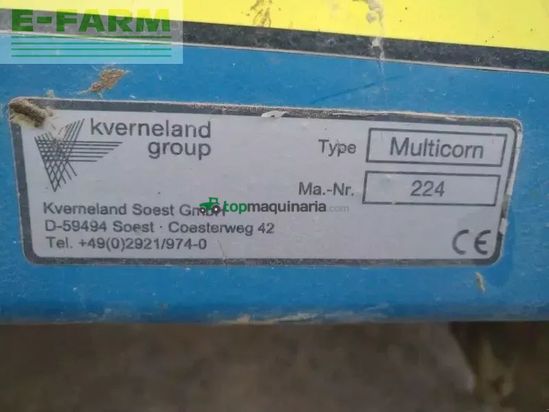 E-FARM
kverneland
group
Type Multicorn
Ma.-Nr. 224
topmaquinaria.com
Kverneland Soest GmbH
D-59494 Soest · Coesterweg 42
Tel. +49(0)2921/974-0
CE